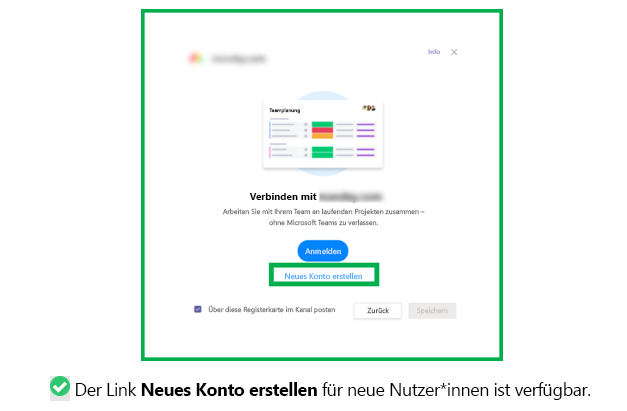 Info
Teamplanung
Verbinden mit
Arbeiten Sie mit Ihrem Team an laufenden Projekten zusammen –
ohne Microsoft Teams zu verlassen.
Anmelden
Neues Konto erstellen
Über diese Registerkarte im Kanal posten
Zurück
Speichern
Der Link Neues Konto erstellen für neue Nutzer*innen ist verfügbar.